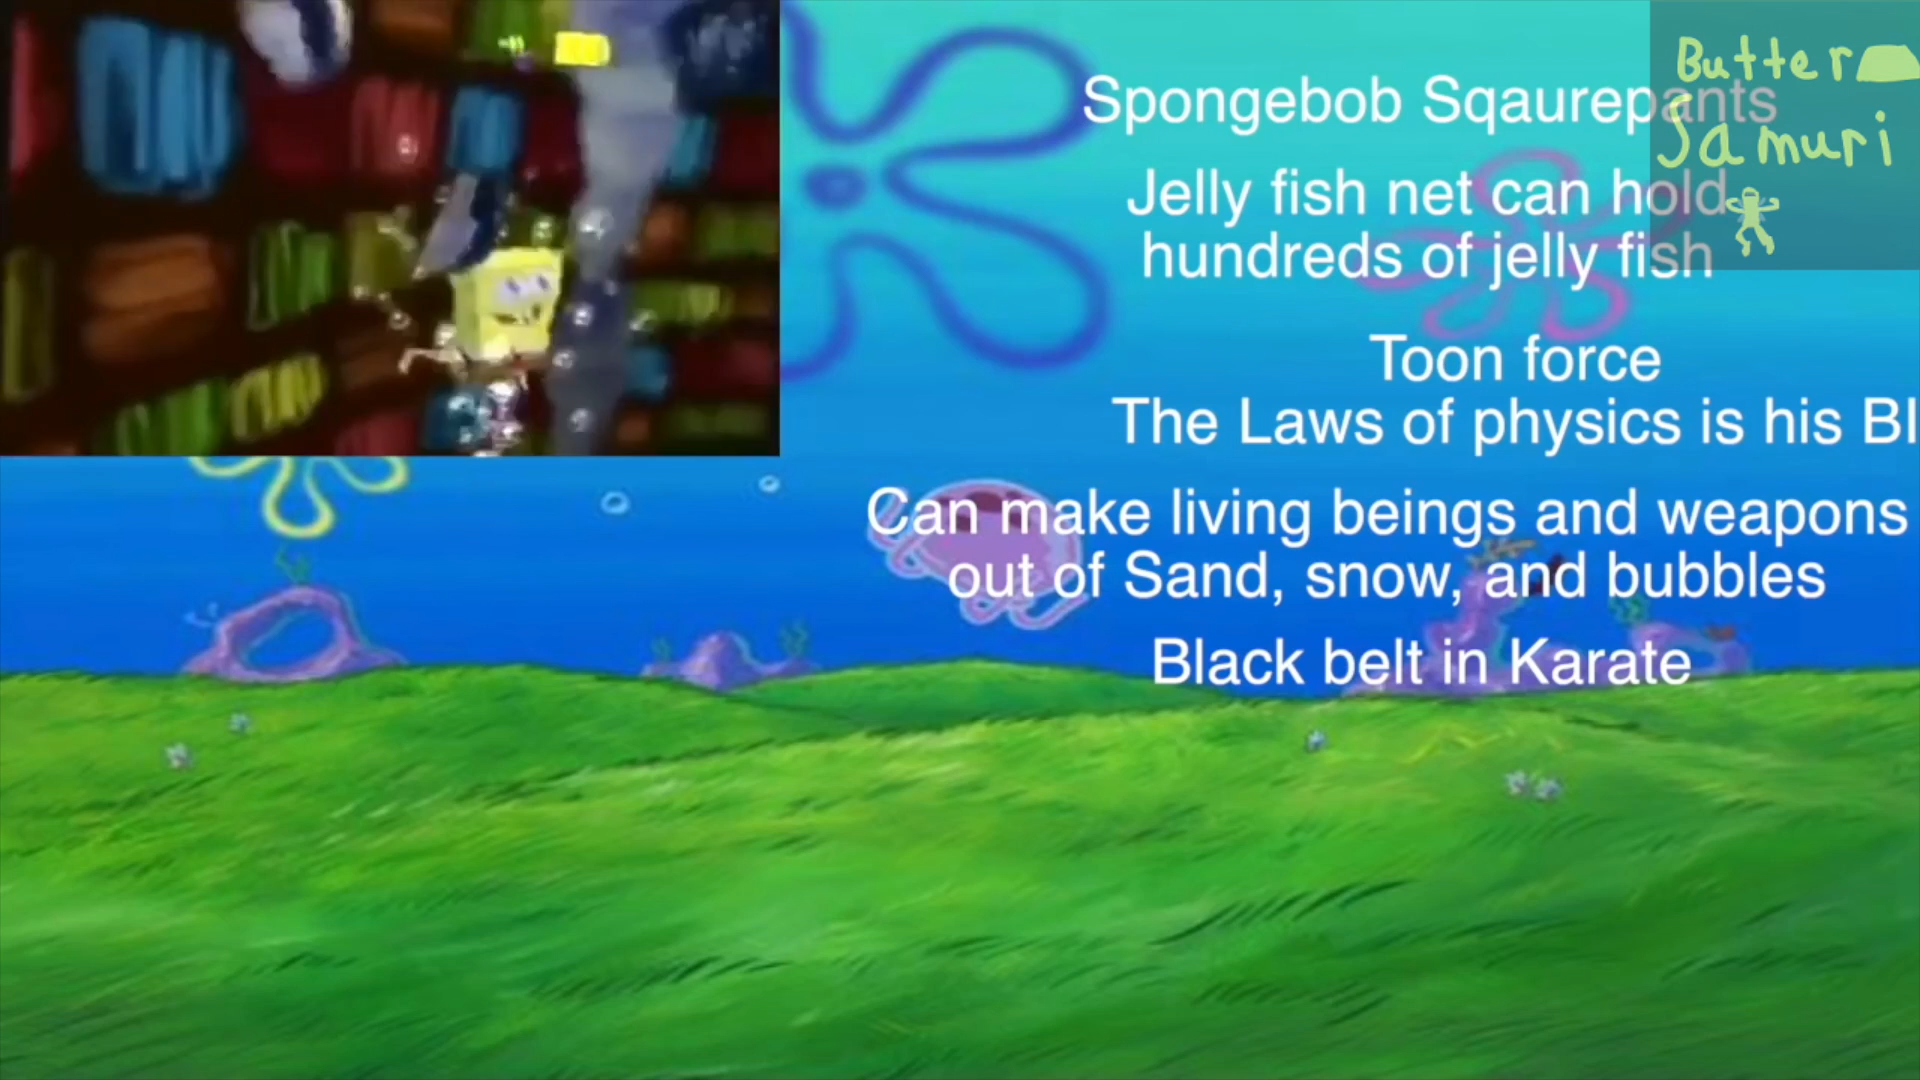 Spongebob Sqaurepants
Jelly fish net can hold
hundreds of jelly fish
Toon force
The Laws of physics is his
Can make living beings and weapons
out of Sand, snow, and bubbles
Black belt in Karate
Butter
Samuri